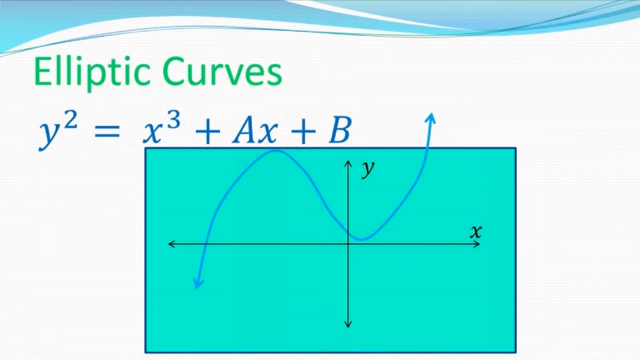 Elliptic Curves
y² = x³ + Ax + B
y
x